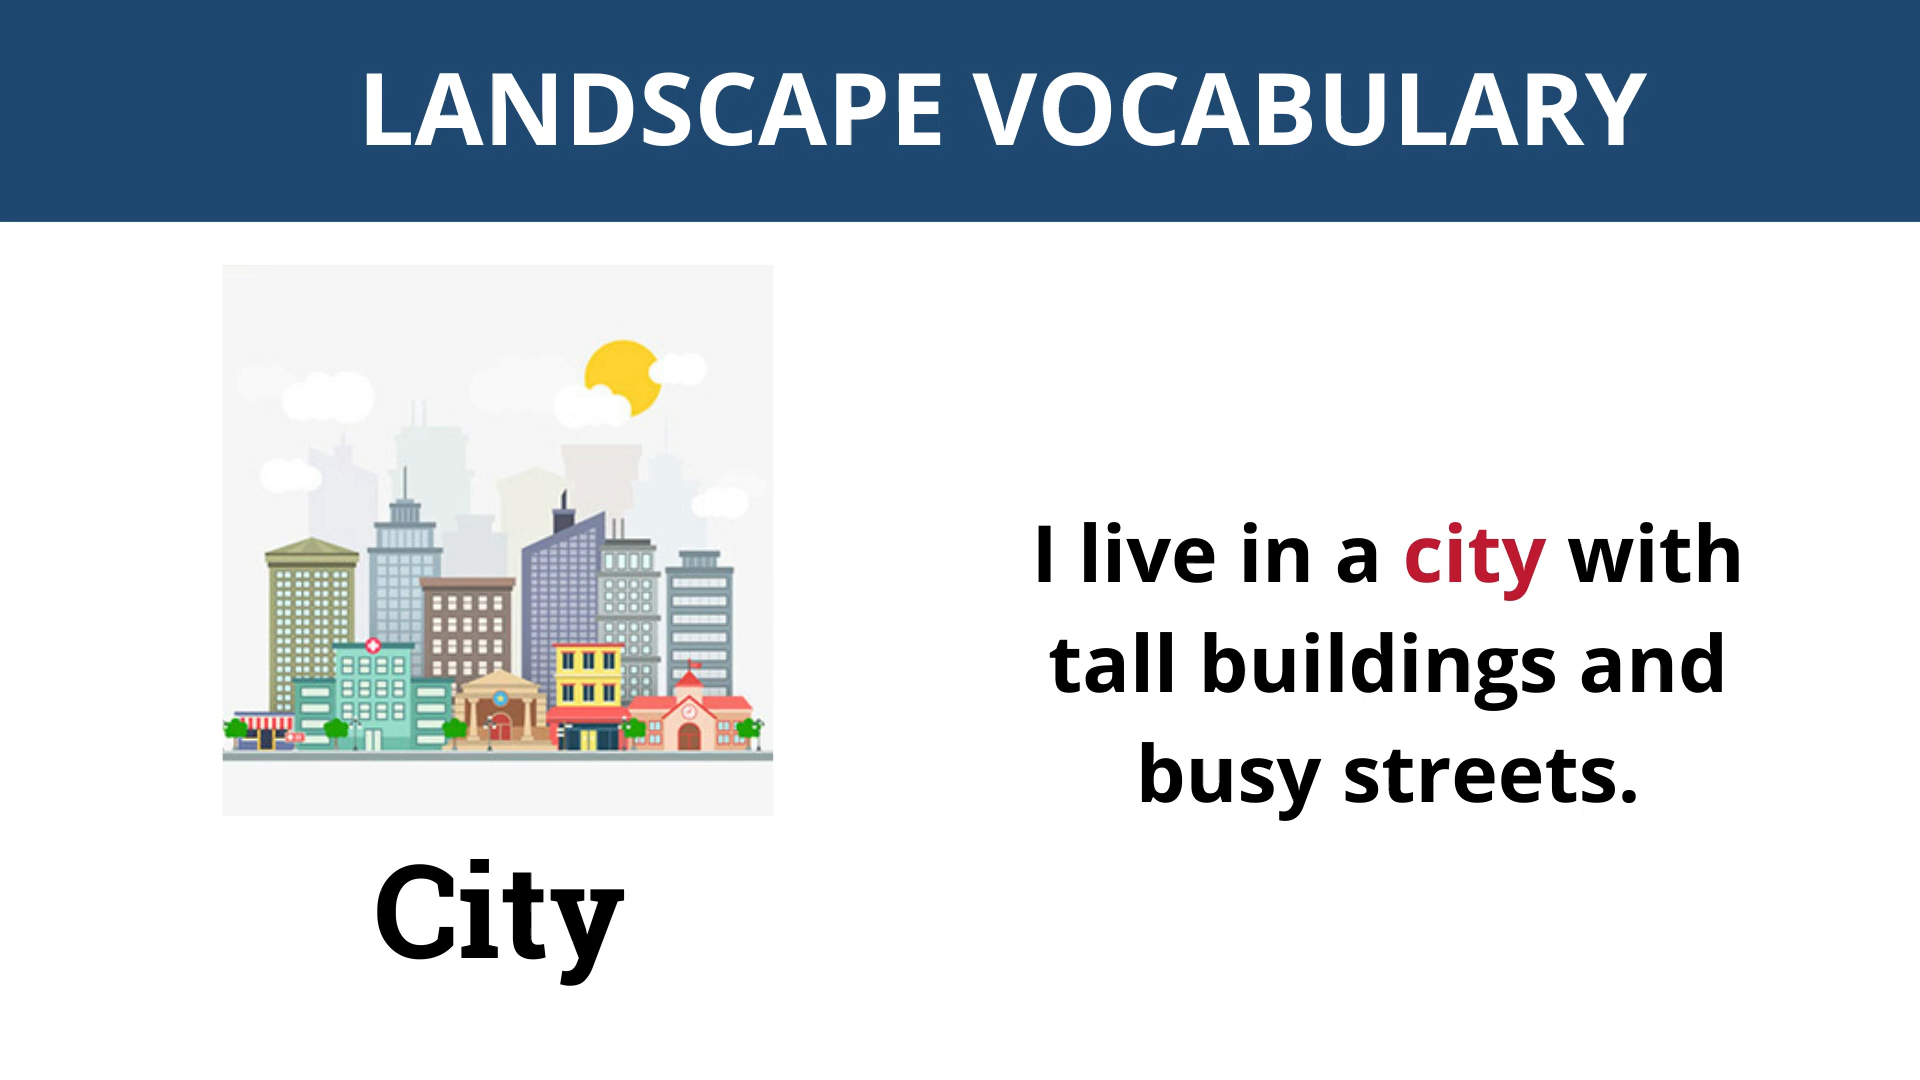 LANDSCAPE VOCABULARY
I live in a city with
tall buildings and
busy streets.
City